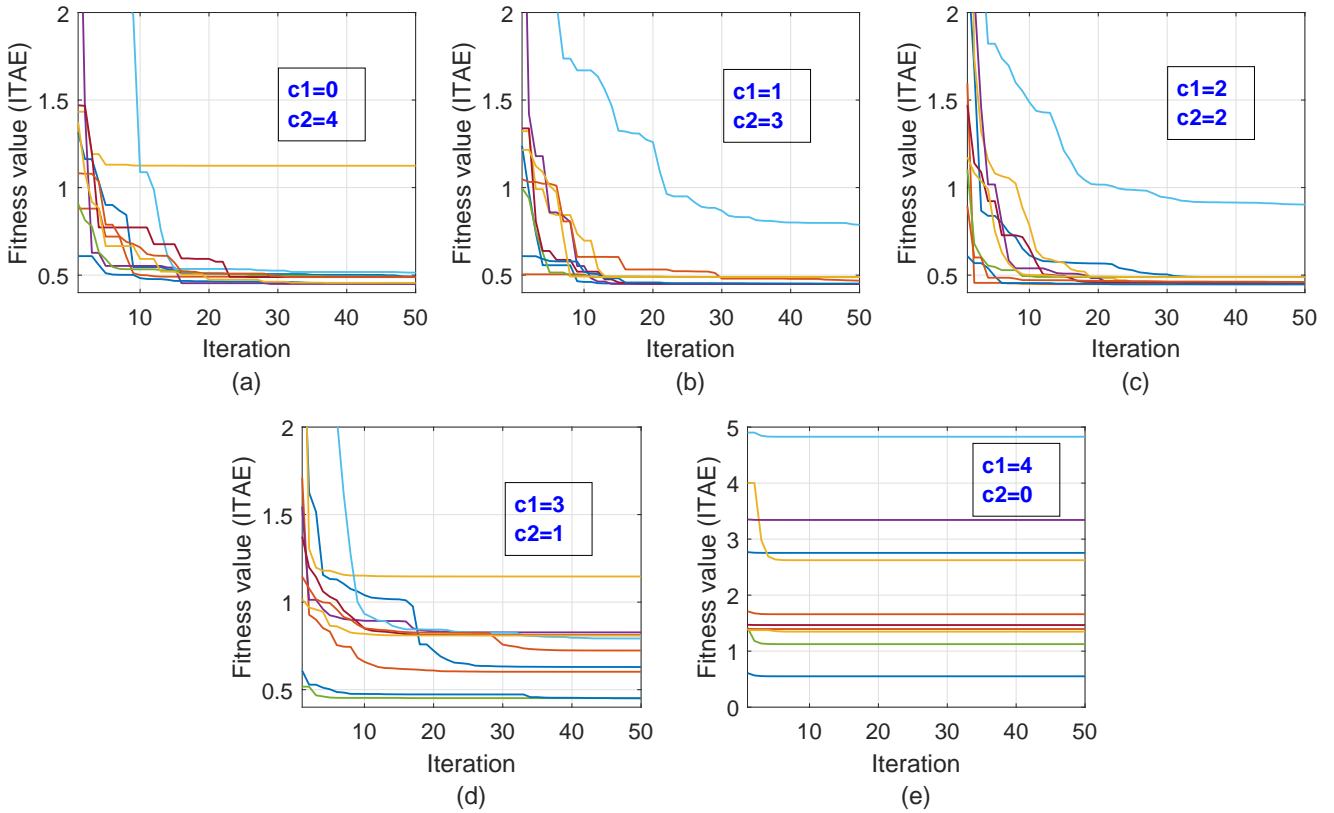 2
1.5
1
0.5
Fitness value (ITAE)
c1=0
c2=4
10
20
30
40
50
Iteration
(a)
2
1.5
1
0.5
Fitness value (ITAE)
c1=1
c2=3
10
20
30
40
50
Iteration
(b)
2
1.5
1
0.5
Fitness value (ITAE)
c1=2
c2=2
10
20
30
40
50
Iteration
(c)
2
1.5
1
0.5
Fitness value (ITAE)
c1=3
c2=1
10
20
30
40
50
Iteration
(d)
5
4
3
2
1
0
Fitness value (ITAE)
c1=4
c2=0
10
20
30
40
50
Iteration
(e)